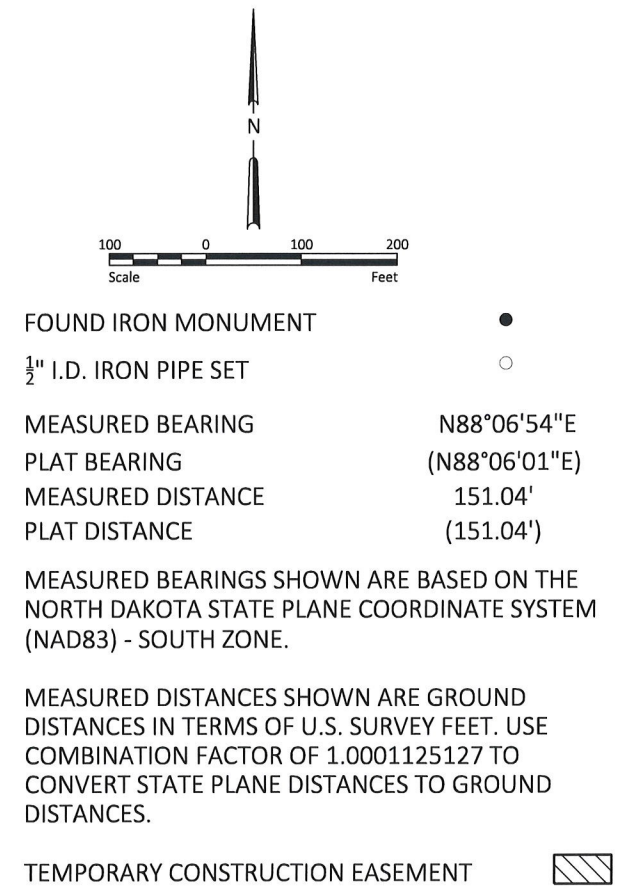 N
100 0 100 200
Scale Feet
FOUND IRON MONUMENT
1/2" I.D. IRON PIPE SET
MEASURED BEARING N88°06'54"E
PLAT BEARING (N88°06'01"E)
MEASURED DISTANCE 151.04'
PLAT DISTANCE (151.04')
MEASURED BEARINGS SHOWN ARE BASED ON THE
NORTH DAKOTA STATE PLANE COORDINATE SYSTEM
(NAD83) - SOUTH ZONE.
MEASURED DISTANCES SHOWN ARE GROUND
DISTANCES IN TERMS OF U.S. SURVEY FEET. USE
COMBINATION FACTOR OF 1.0001125127 TO
CONVERT STATE PLANE DISTANCES TO GROUND
DISTANCES.
TEMPORARY CONSTRUCTION EASEMENT